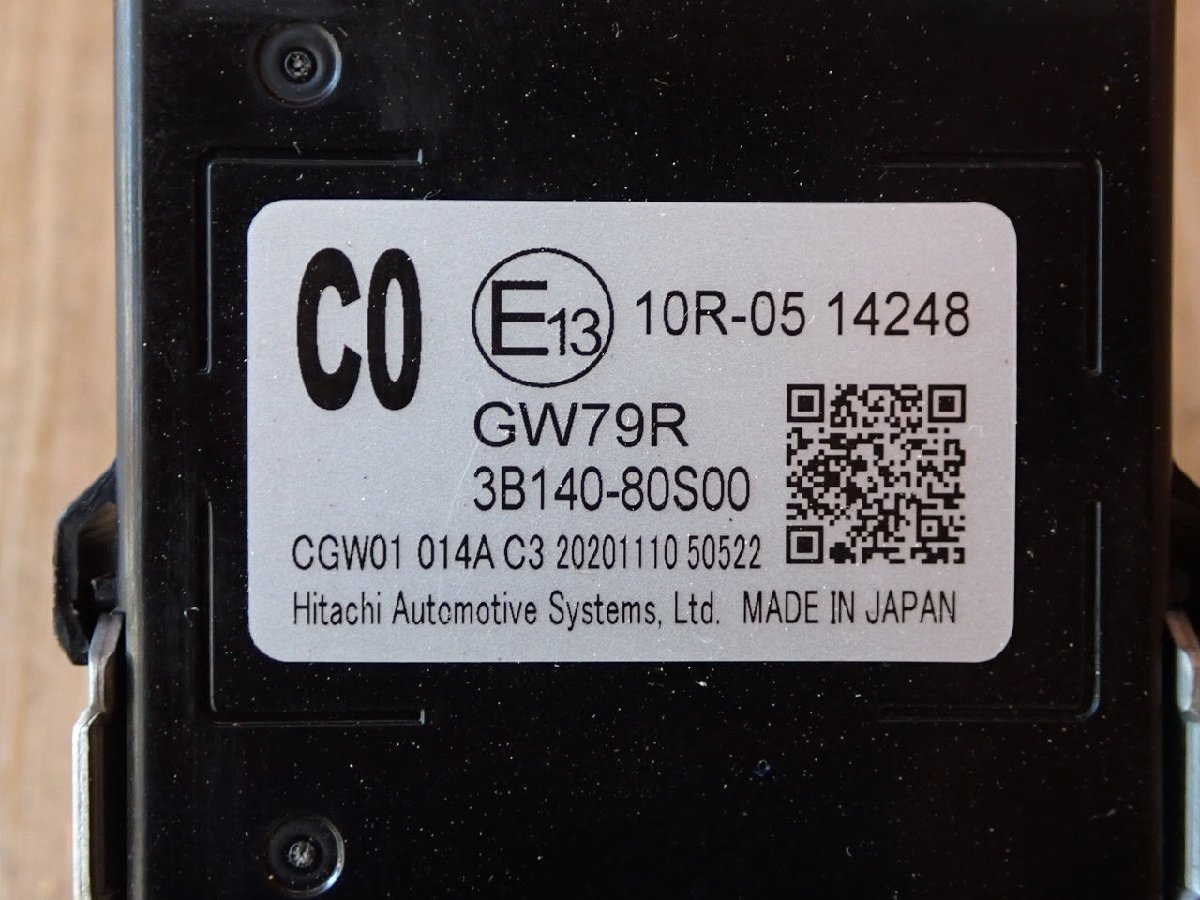 C0 E13 10R-05 14248
GW79R
3B140-80S00
CGW01 014A C3 20201110 50522
Hitachi Automotive Systems, Ltd. MADE IN JAPAN